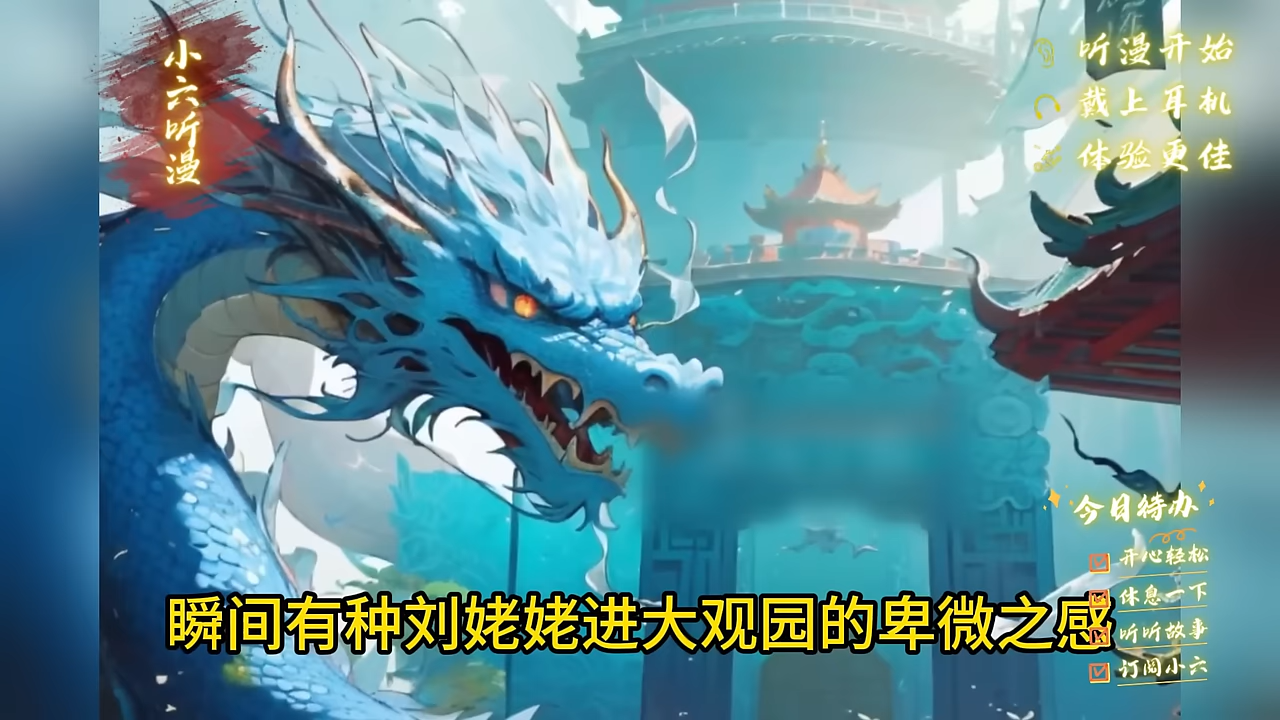 小六听漫
听漫开始
戴上耳机
体验更佳
今日待办
开心轻松
休息一下
听听故事
订阅小六
瞬间有种刘姥姥进大观园的卑微之感